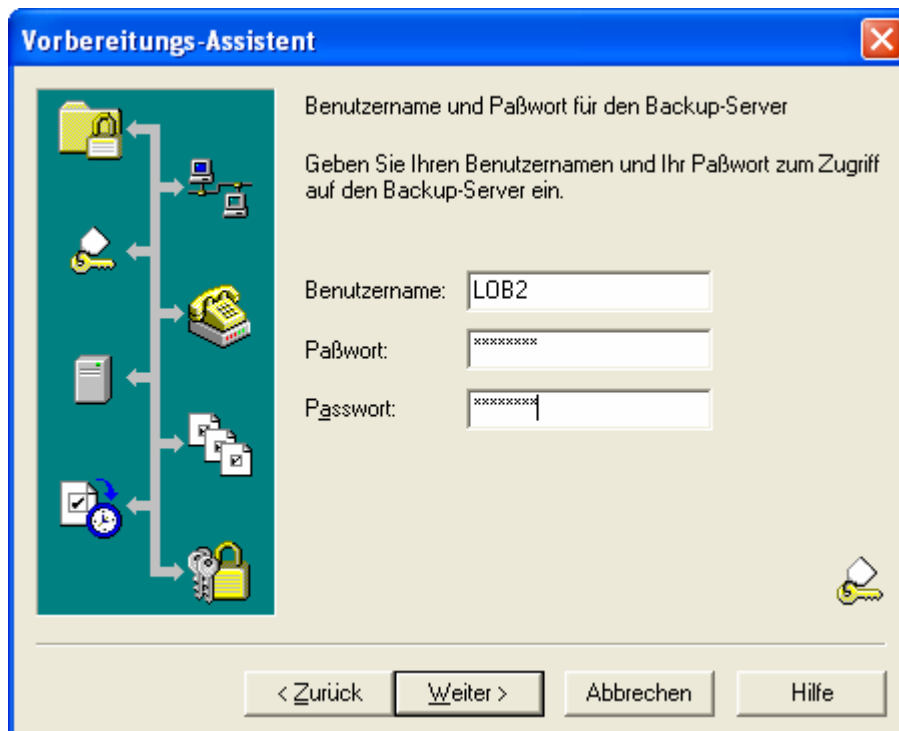 Vorbereitungs-Assistent
Benutzername und Paßwort für den Backup-Server
Geben Sie Ihren Benutzernamen und Ihr Paßwort zum Zugriff
auf den Backup-Server ein.
Benutzername: LOB2
Paßwort: ********
Passwort: ********
< Zurück Weiter > Abbrechen Hilfe